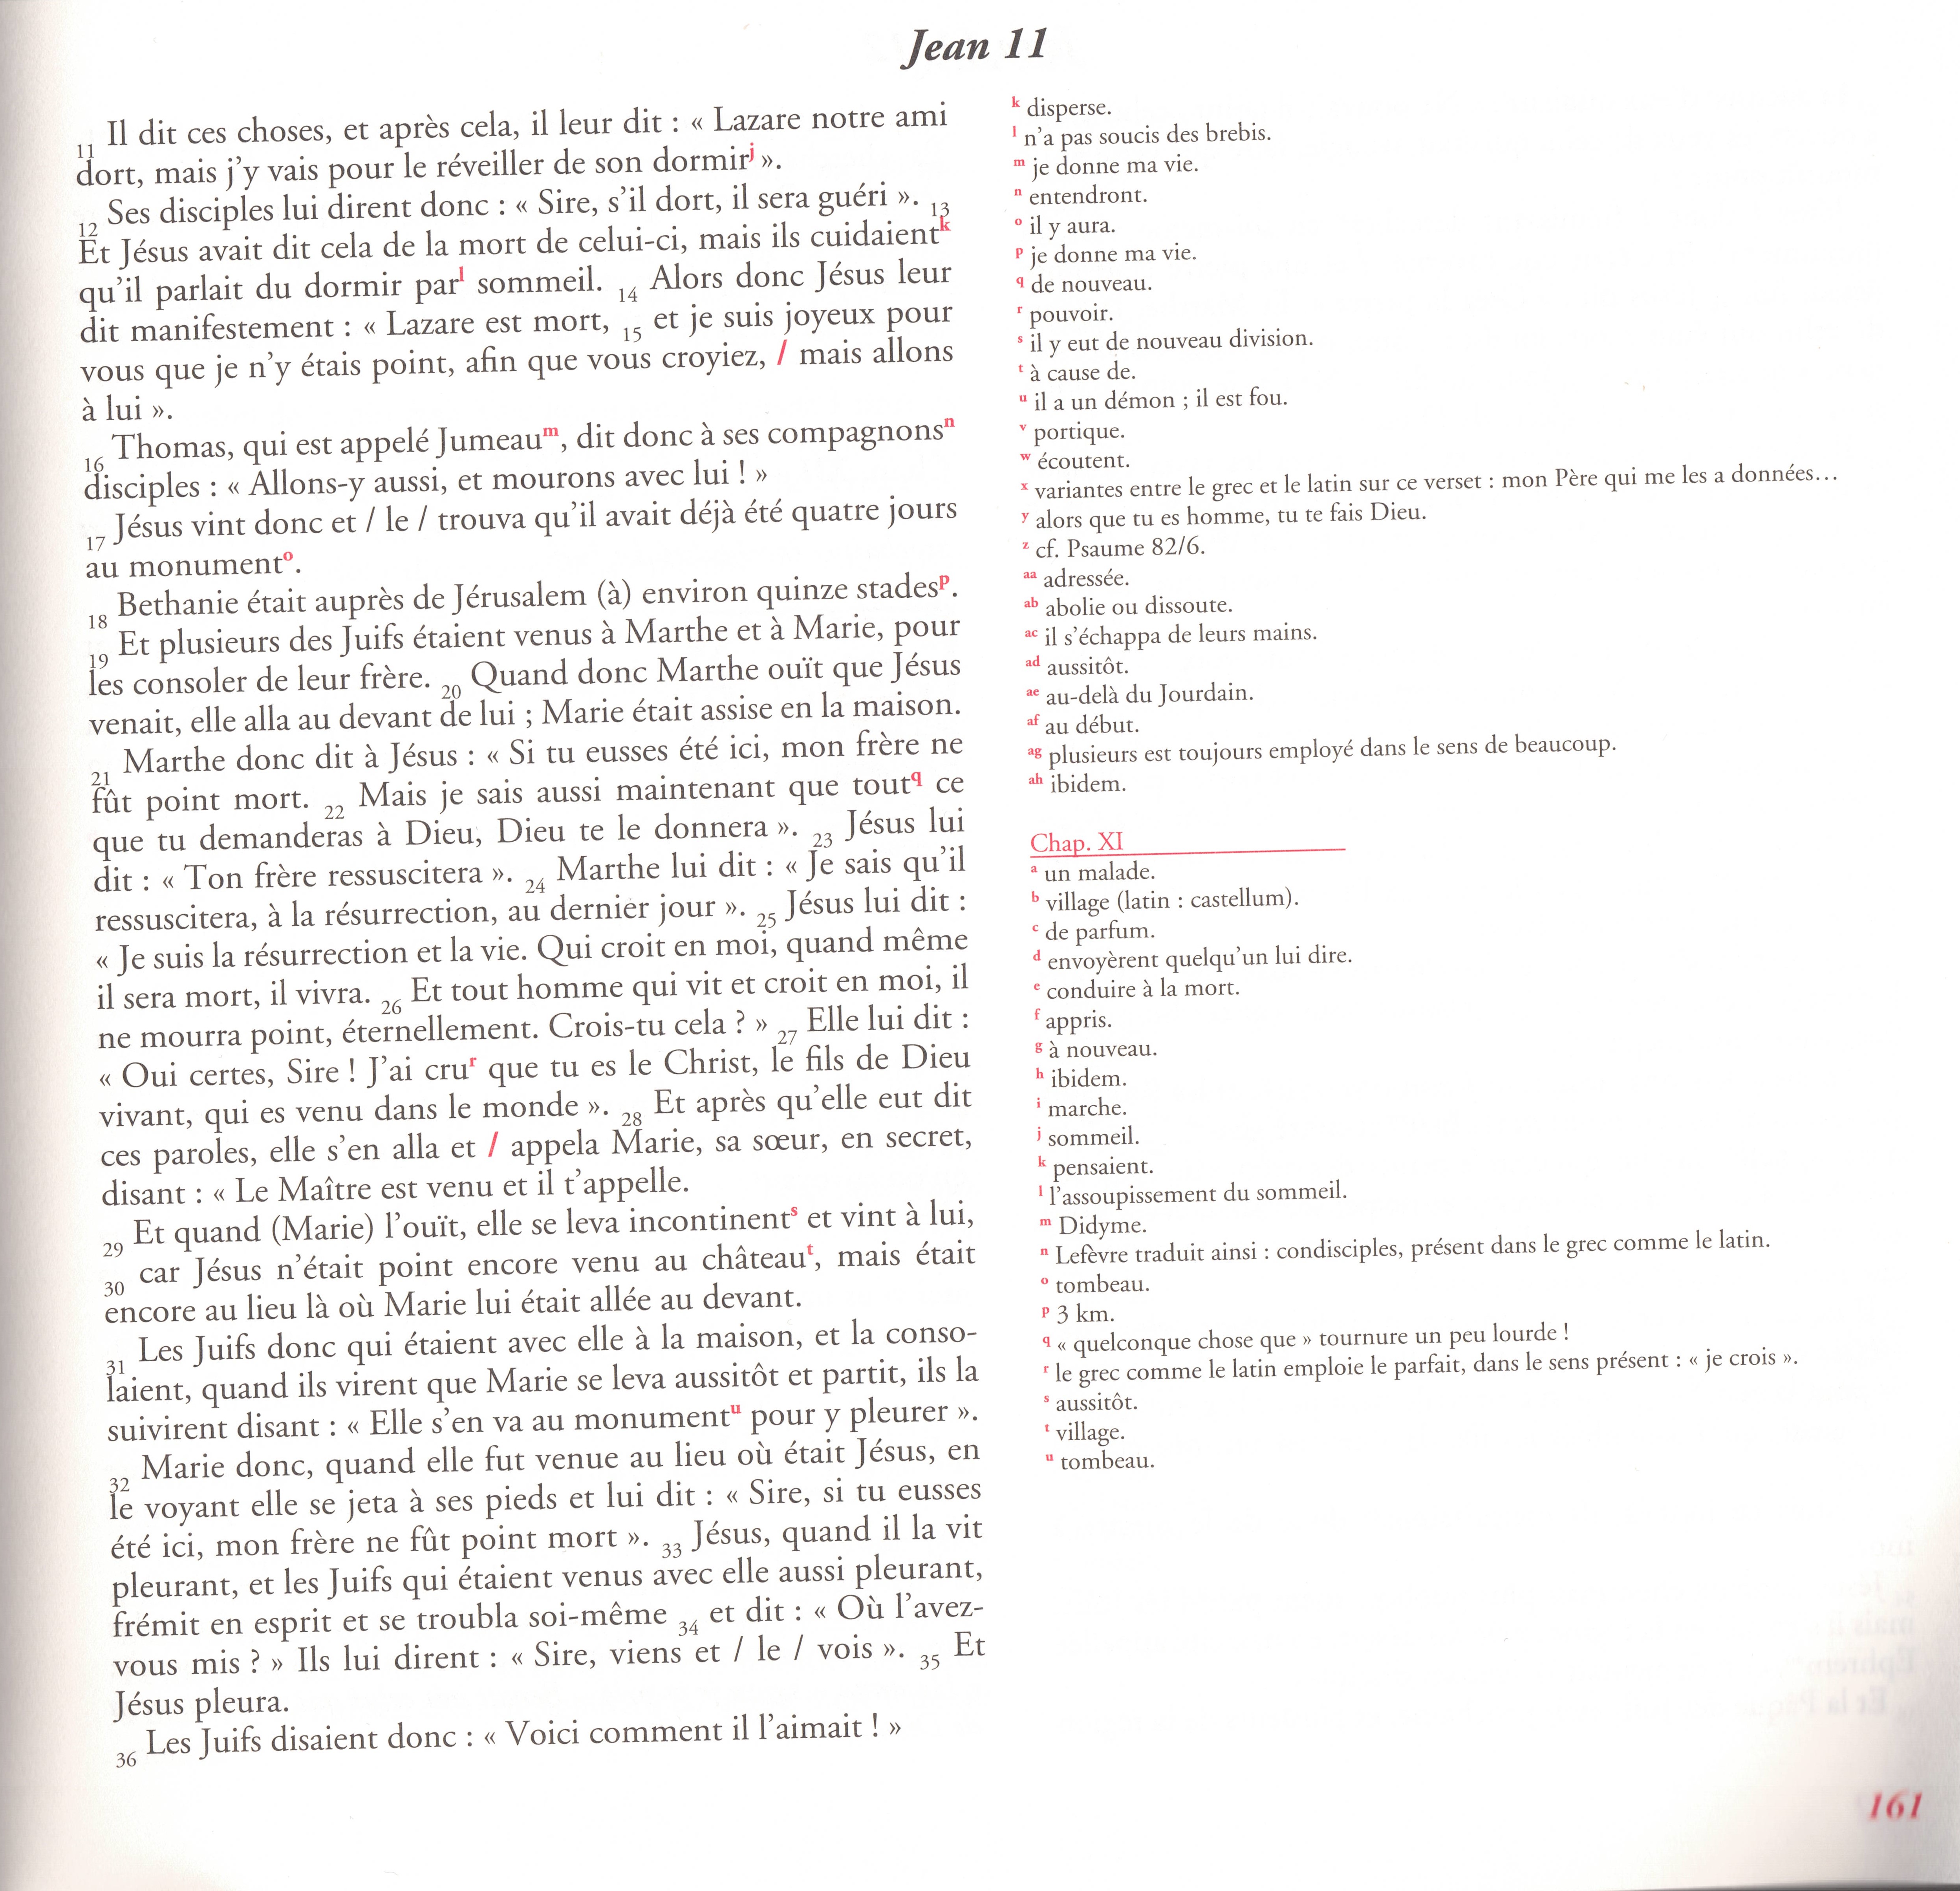 Jean 11
11 Il dit ces choses, et après cela, il leur dit : « Lazare notre ami
dort, mais j'y vais pour le réveiller de son dormirj ».
12 Ses disciples lui dirent donc : « Sire, s'il dort, il sera guéri ». 13
Et Jésus avait dit cela de la mort de celui-ci, mais ils cuidaientk
qu'il parlait du dormir parl sommeil. 14 Alors donc Jésus leur
dit manifestement : « Lazare est mort, 15 et je suis joyeux pour
vous que je n'y étais point, afin que vous croyiez, / mais allons
à lui ».
16 Thomas, qui est appelé Jumeaum, dit donc à ses compagnonsn
disciples : « Allons-y aussi, et mourons avec lui ! »
17 Jésus vint donc et / le / trouva qu'il avait déjà été quatre jours
au monumento.
18 Bethanie était auprès de Jérusalem (à) environ quinze stadesp.
19 Et plusieurs des Juifs étaient venus à Marthe et à Marie, pour
les consoler de leur frère. 20 Quand donc Marthe ouït que Jésus
venait, elle alla au devant de lui ; Marie était assise en la maison.
21 Marthe donc dit à Jésus : « Si tu eusses été ici, mon frère ne
fût point mort. 22 Mais je sais aussi maintenant que toutq ce
que tu demanderas à Dieu, Dieu te le donnera ». 23 Jésus lui
dit : « Ton frère ressuscitera ». 24 Marthe lui dit : « Je sais qu'il
ressuscitera, à la résurrection, au dernier jour ». 25 Jésus lui dit :
« Je suis la résurrection et la vie. Qui croit en moi, quand même
il sera mort, il vivra. 26 Et tout homme qui vit et croit en moi, il
ne mourra point, éternellement. Crois-tu cela ? » 27 Elle lui dit :
« Oui certes, Sire ! J'ai crur que tu es le Christ, le fils de Dieu
vivant, qui es venu dans le monde ». 28 Et après qu'elle eut dit
ces paroles, elle s'en alla et / appela Marie, sa sœur, en secret,
disant : « Le Maître est venu et il t'appelle.
29 Et quand (Marie) l'ouït, elle se leva incontinents et vint à lui,
30 car Jésus n'était point encore venu au châteaut, mais était
encore au lieu là où Marie lui était allée au devant.
31 Les Juifs donc qui étaient avec elle à la maison, et la conso-
laient, quand ils virent que Marie se leva aussitôt et partit, ils la
suivirent disant : « Elle s'en va au monumentu pour y pleurer ».
32 Marie donc, quand elle fut venue au lieu où était Jésus, en
le voyant elle se jeta à ses pieds et lui dit : « Sire, si tu eusses
été ici, mon frère ne fût point mort ». 33 Jésus, quand il la vit
pleurant, et les Juifs qui étaient venus avec elle aussi pleurant,
frémit en esprit et se troubla soi-même 34 et dit : « Où l'avez-
vous mis ? » Ils lui dirent : « Sire, viens et / le / vois ». 35 Et
Jésus pleura.
36 Les Juifs disaient donc : « Voici comment il l'aimait ! »
k disperse.
l n'a pas soucis des brebis.
m je donne ma vie.
n entendront.
o il y aura.
p je donne ma vie.
q de nouveau.
r pouvoir.
s il y eut de nouveau division.
t à cause de.
u il a un démon ; il est fou.
v portique.
w écoutent.
x variantes entre le grec et le latin sur ce verset : mon Père qui me les a données…
y alors que tu es homme, tu te fais Dieu.
z cf. Psaume 82/6.
aa adressée.
ab abolie ou dissoute.
ac il s'échappa de leurs mains.
ad aussitôt.
ae au-delà du Jourdain.
af au début.
ag plusieurs est toujours employé dans le sens de beaucoup.
ah ibidem.
Chap. XI
a un malade.
b village (latin : castellum).
c de parfum.
d envoyèrent quelqu'un lui dire.
e conduire à la mort.
f appris.
g à nouveau.
h ibidem.
i marche.
j sommeil.
k pensaient.
l l'assoupissement du sommeil.
m Didyme.
n Lefèvre traduit ainsi : condisciples, présent dans le grec comme le latin.
o tombeau.
p 3 km.
q « quelconque chose que » tournure un peu lourde !
r le grec comme le latin emploie le parfait, dans le sens présent : « je crois ».
s aussitôt.
t village.
u tombeau.
161